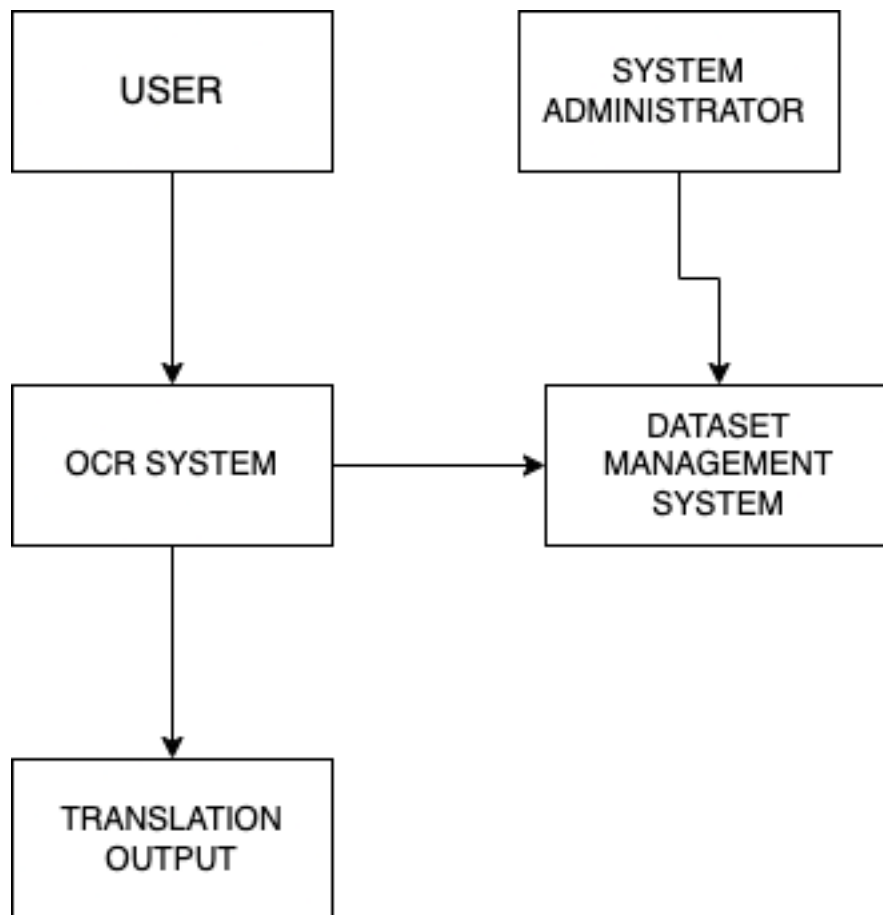 USER
SYSTEM
ADMINISTRATOR
OCR SYSTEM
DATASET
MANAGEMENT
SYSTEM
TRANSLATION
OUTPUT